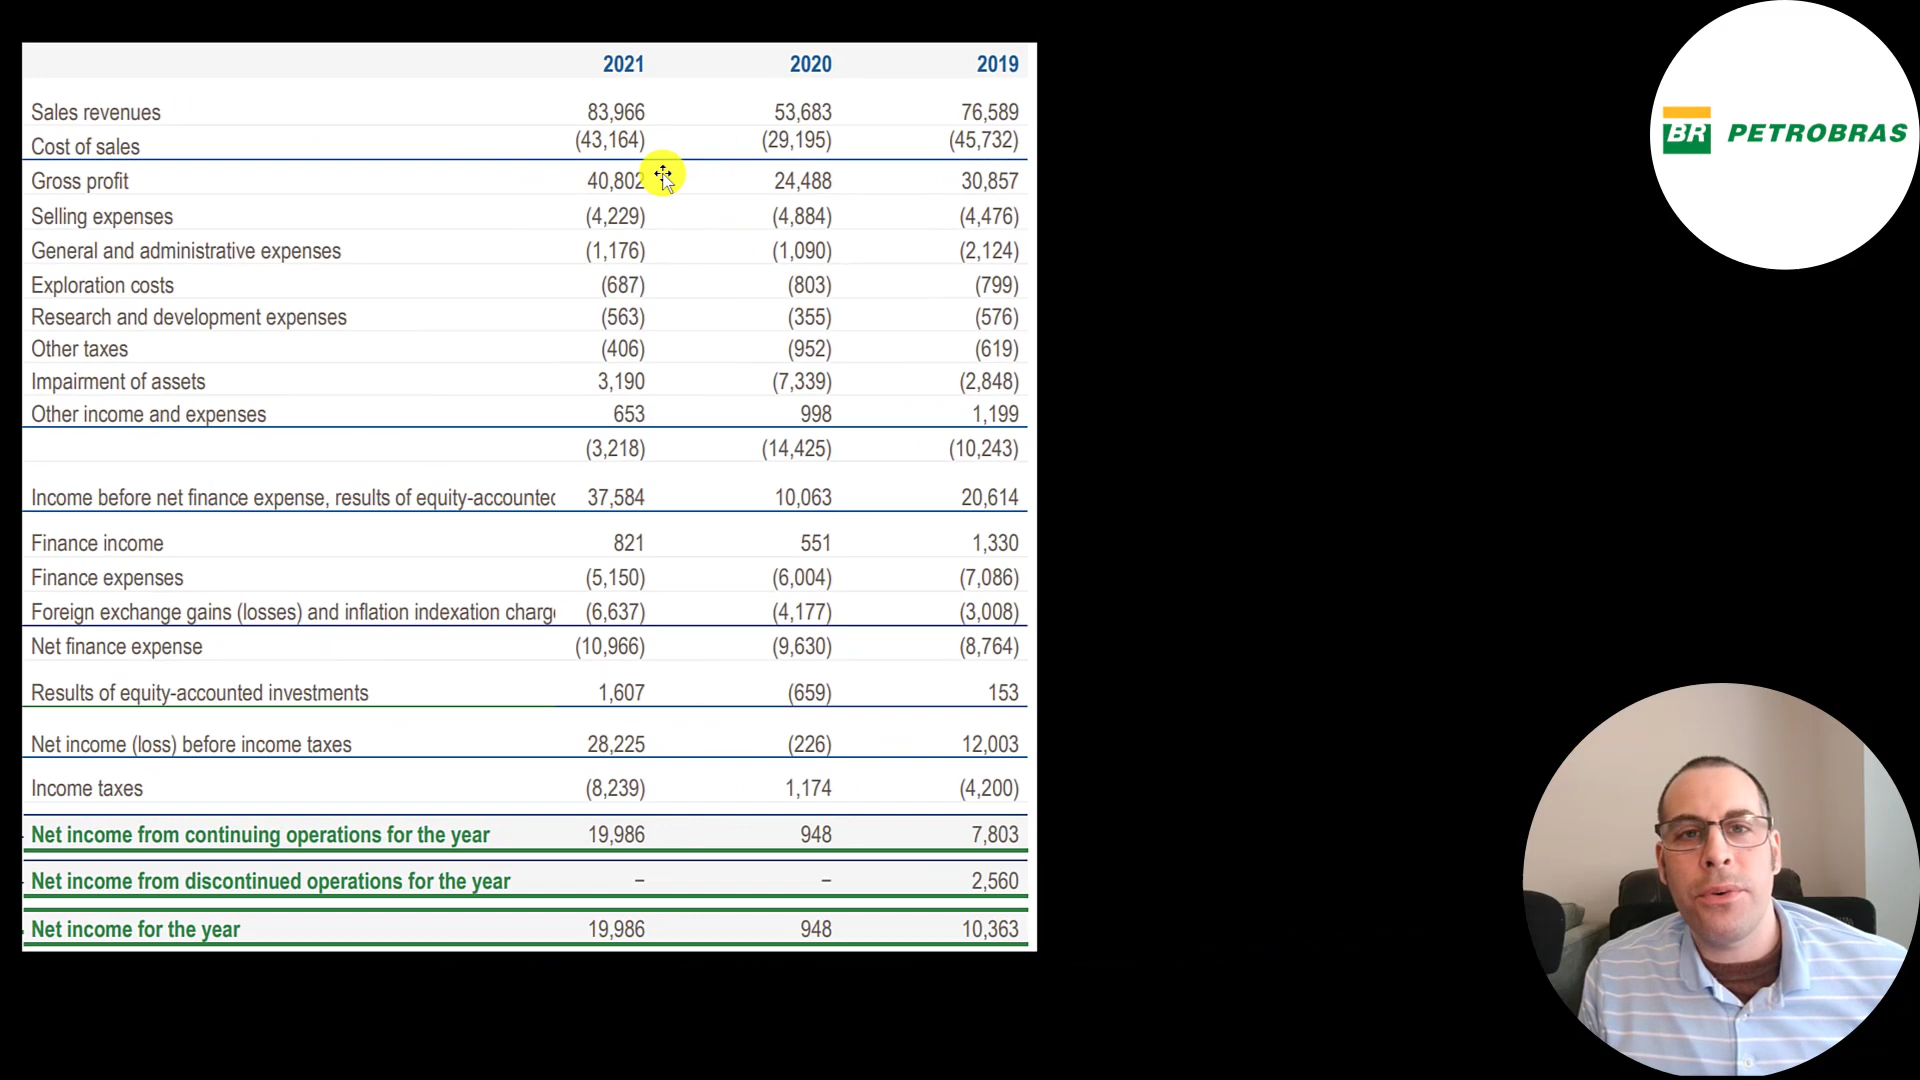 2021 2020 2019
Sales revenues 83,966 53,683 76,589
Cost of sales (43,164) (29,195) (45,732)
Gross profit 40,802 24,488 30,857
Selling expenses (4,229) (4,884) (4,476)
General and administrative expenses (1,176) (1,090) (2,124)
Exploration costs (687) (803) (799)
Research and development expenses (563) (355) (576)
Other taxes (406) (952) (619)
Impairment of assets 3,190 (7,339) (2,848)
Other income and expenses 653 998 1,199
(3,218) (14,425) (10,243)
Income before net finance expense, results of equity-accounted 37,584 10,063 20,614
Finance income 821 551 1,330
Finance expenses (5,150) (6,004) (7,086)
Foreign exchange gains (losses) and inflation indexation charg (6,637) (4,177) (3,008)
Net finance expense (10,966) (9,630) (8,764)
Results of equity-accounted investments 1,607 (659) 153
Net income (loss) before income taxes 28,225 (226) 12,003
Income taxes (8,239) 1,174 (4,200)
Net income from continuing operations for the year 19,986 948 7,803
Net income from discontinued operations for the year – – 2,560
Net income for the year 19,986 948 10,363
BR PETROBRAS